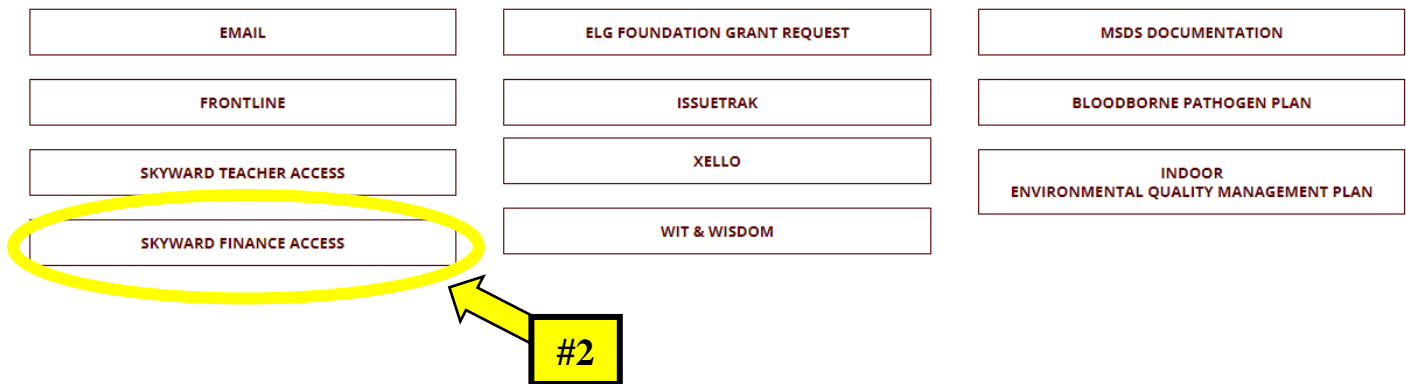 EMAIL
FRONTLINE
SKYWARD TEACHER ACCESS
SKYWARD FINANCE ACCESS
ELG FOUNDATION GRANT REQUEST
ISSUETRAK
XELLO
WIT & WISDOM
MSDS DOCUMENTATION
BLOODBORNE PATHOGEN PLAN
INDOOR
ENVIRONMENTAL QUALITY MANAGEMENT PLAN
#2